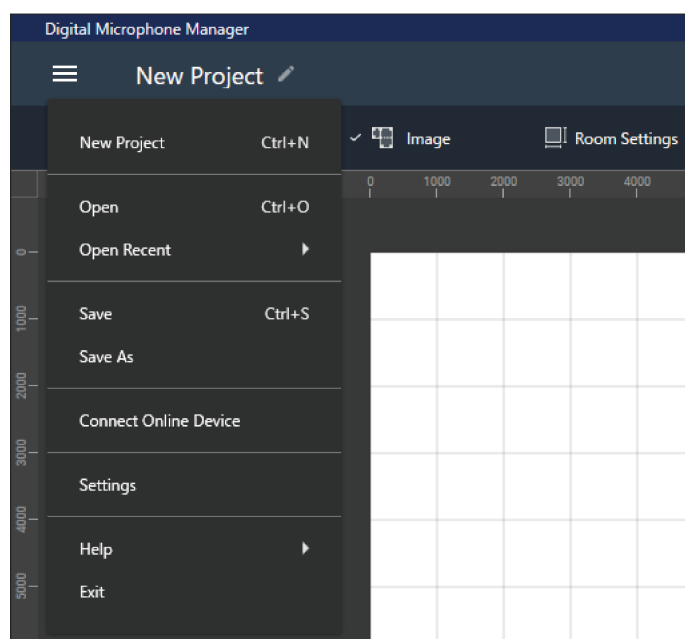 Digital Microphone Manager
New Project
New Project Ctrl+N
Image
Room Settings
0 1000 2000 3000 4000
Open Ctrl+O
Open Recent
Save Ctrl+S
Save As
Connect Online Device
Settings
Help
Exit
0
1000
2000
3000
4000
5000